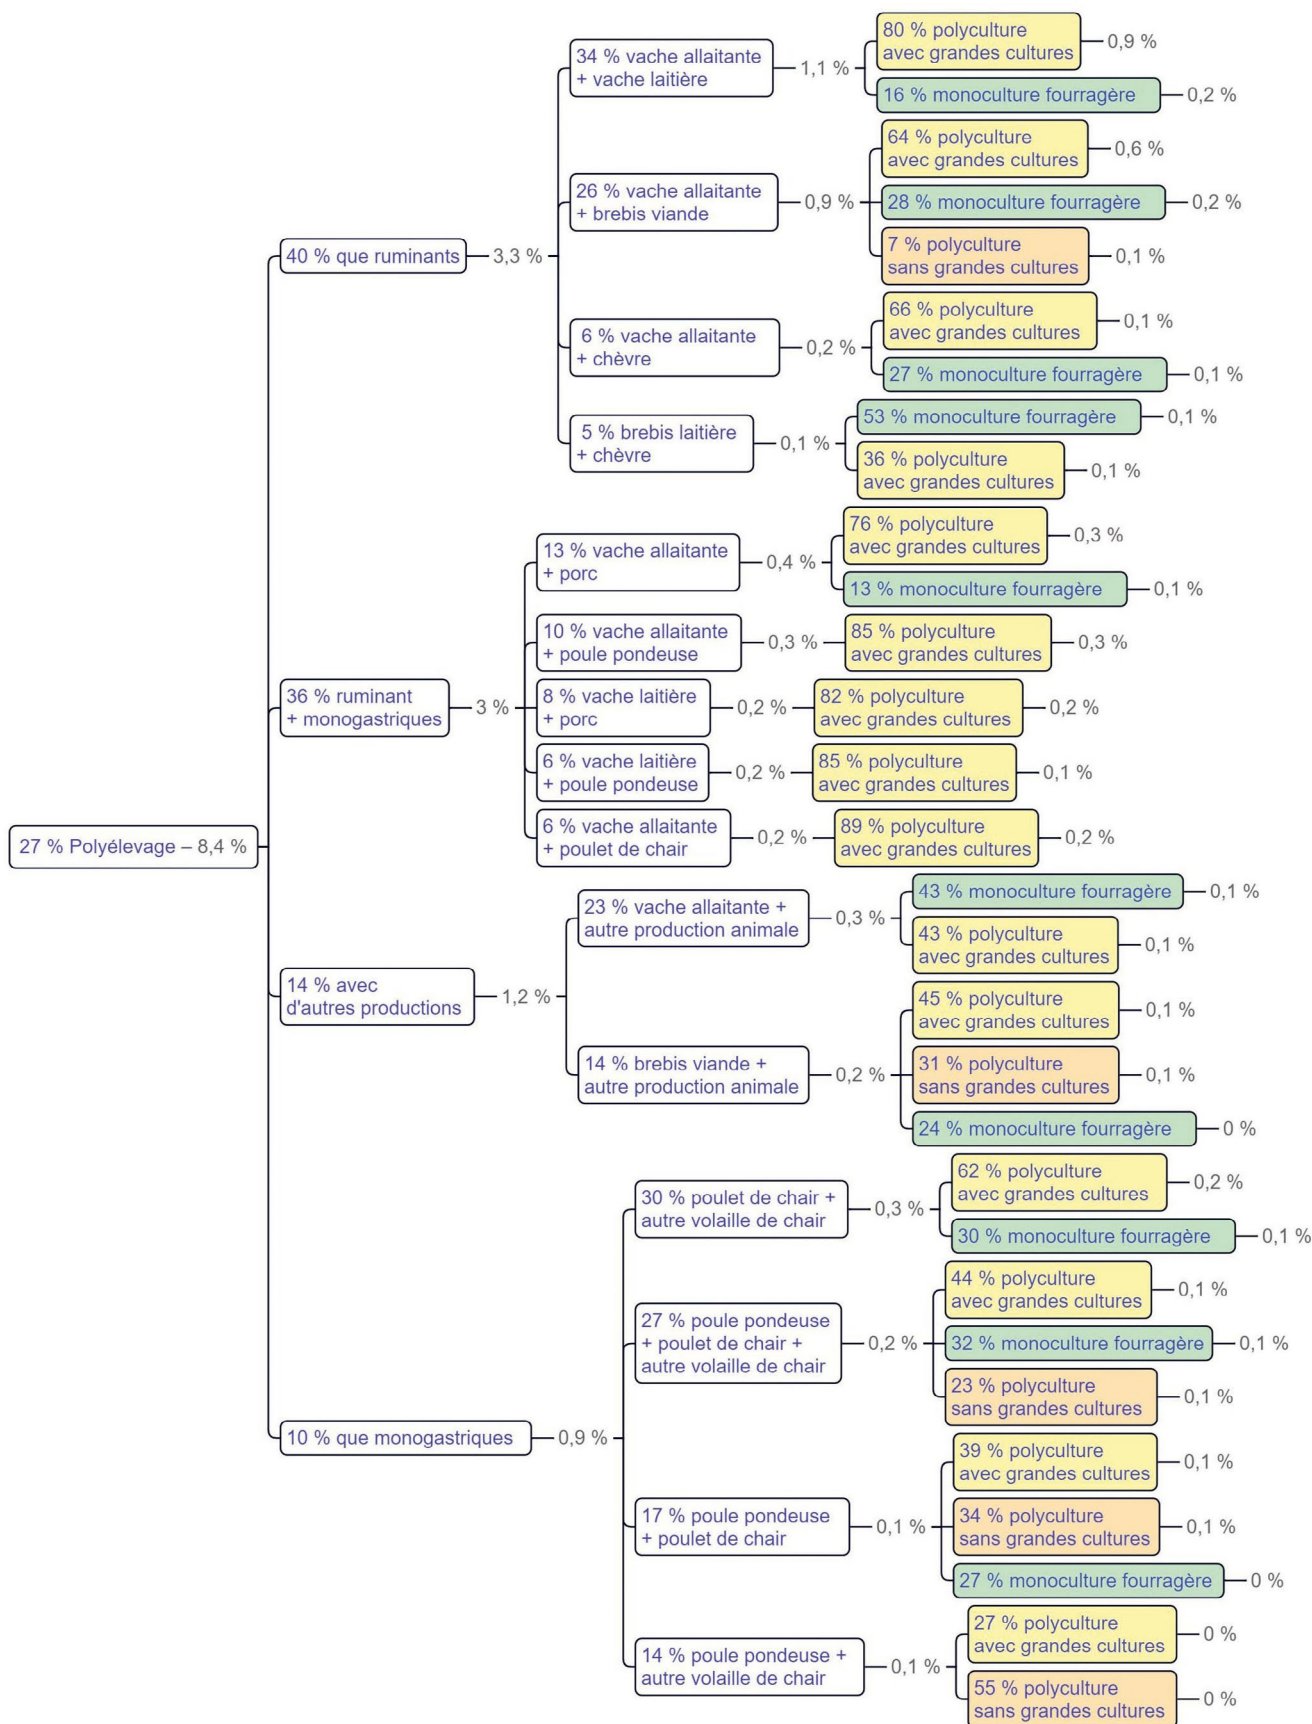 27 % Polyélevage – 8,4 %
40 % que ruminants
3,3 %
34 % vache allaitante
+ vache laitière
1,1 %
80 % polyculture
avec grandes cultures
0,9 %
16 % monoculture fourragère
0,2 %
26 % vache allaitante
+ brebis viande
0,9 %
64 % polyculture
avec grandes cultures
0,6 %
28 % monoculture fourragère
0,2 %
7 % polyculture
sans grandes cultures
0,1 %
6 % vache allaitante
+ chèvre
0,2 %
66 % polyculture
avec grandes cultures
0,1 %
27 % monoculture fourragère
0,1 %
5 % brebis laitière
+ chèvre
0,1 %
53 % monoculture fourragère
0,1 %
36 % polyculture
avec grandes cultures
0,1 %
36 % ruminant
+ monogastriques
3 %
13 % vache allaitante
+ porc
0,4 %
76 % polyculture
avec grandes cultures
0,3 %
13 % monoculture fourragère
0,1 %
10 % vache allaitante
+ poule pondeuse
0,3 %
85 % polyculture
avec grandes cultures
0,3 %
8 % vache laitière
+ porc
0,2 %
82 % polyculture
avec grandes cultures
0,2 %
6 % vache laitière
+ poule pondeuse
0,2 %
85 % polyculture
avec grandes cultures
0,1 %
6 % vache allaitante
+ poulet de chair
0,2 %
89 % polyculture
avec grandes cultures
0,2 %
14 % avec
d'autres productions
1,2 %
23 % vache allaitante +
autre production animale
0,3 %
43 % monoculture fourragère
0,1 %
43 % polyculture
avec grandes cultures
0,1 %
14 % brebis viande +
autre production animale
0,2 %
45 % polyculture
avec grandes cultures
0,1 %
31 % polyculture
sans grandes cultures
0,1 %
24 % monoculture fourragère
0 %
10 % que monogastriques
0,9 %
30 % poulet de chair +
autre volaille de chair
0,3 %
62 % polyculture
avec grandes cultures
0,2 %
30 % monoculture fourragère
0,1 %
27 % poule pondeuse
+ poulet de chair +
autre volaille de chair
0,2 %
44 % polyculture
avec grandes cultures
0,1 %
32 % monoculture fourragère
0,1 %
23 % polyculture
sans grandes cultures
0,1 %
17 % poule pondeuse
+ poulet de chair
0,1 %
39 % polyculture
avec grandes cultures
0,1 %
34 % polyculture
sans grandes cultures
0,1 %
27 % monoculture fourragère
0 %
14 % poule pondeuse +
autre volaille de chair
0,1 %
27 % polyculture
avec grandes cultures
0 %
55 % polyculture
sans grandes cultures
0 %